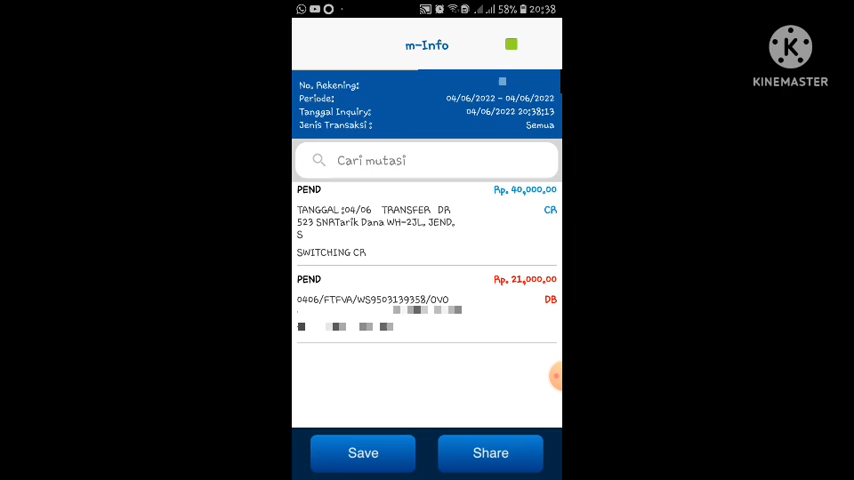 58% 20:38
m-Info
K
KINEMASTER
No. Rekening:
Periode: 04/06/2022 - 04/06/2022
Tanggal Inquiry: 04/06/2022 20:38:13
Jenis Transaksi : Semua
Cari mutasi
PEND Rp. 40,000.00
TANGGAL :04/06 TRANSFER DR CR
523 SNRTarik Dana WH-2JL. JEND.
S
SWITCHING CR
PEND Rp. 21,000.00
0406/FTFVA/WS9503139358/OVO DB
Save Share